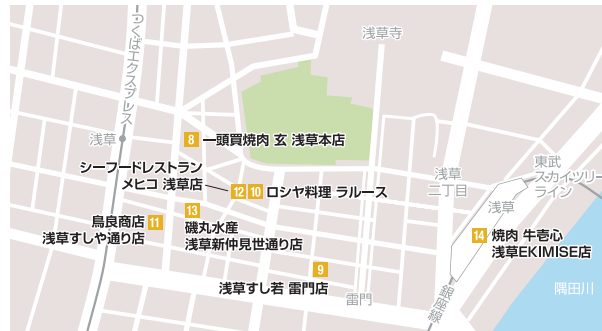 つくばエクスプレス
浅草寺
浅草
8
一頭買焼肉 玄 浅草本店
シーフードレストラン
メヒコ 浅草店
12
10
ロシヤ料理 ラルース
浅草
二丁目
東武
スカイツリー
ライン
浅草
鳥良商店
浅草すしや通り店
11
13
磯丸水産
浅草新仲見世通り店
14
焼肉 牛壱心
浅草EKIMISE店
9
浅草すし若 雷門店
雷門
銀座線
隅田川